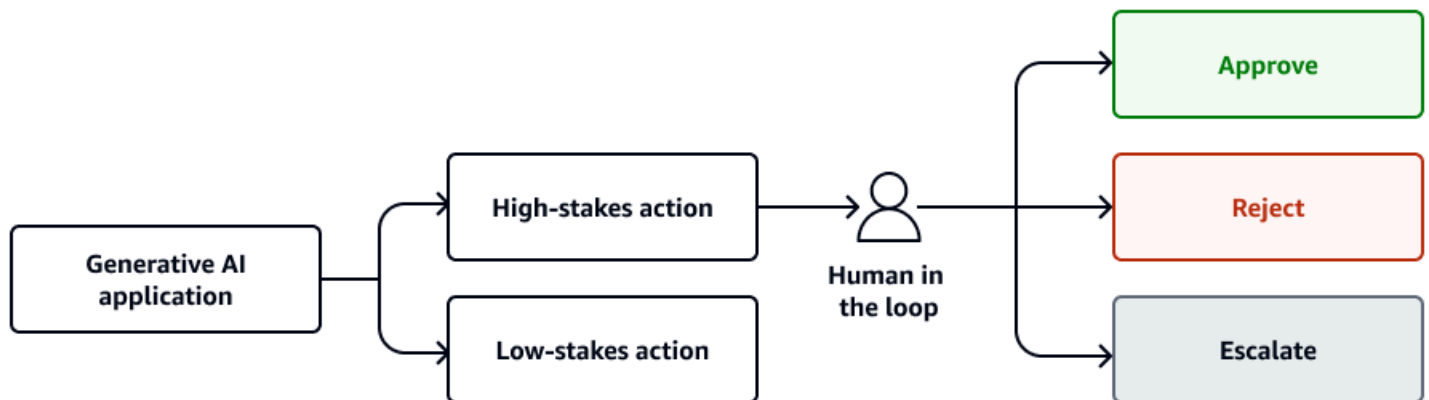 Generative AI
application
High-stakes action
Low-stakes action
Human in
the loop
Approve
Reject
Escalate